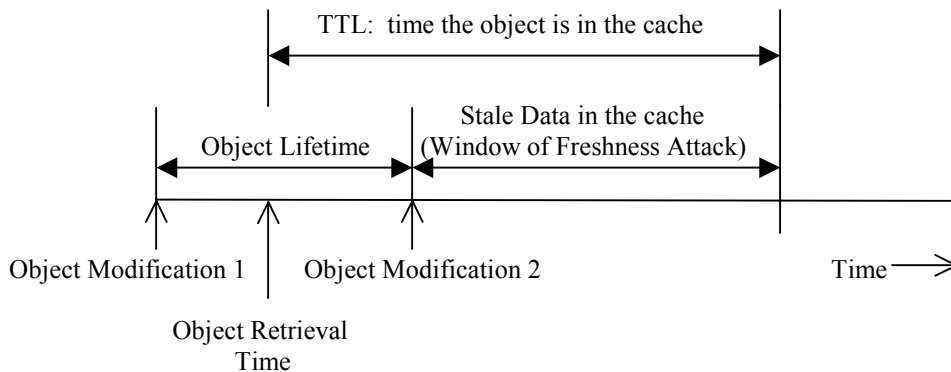 TTL: time the object is in the cache
Stale Data in the cache
(Window of Freshness Attack)
Object Lifetime
Object Modification 1
Object Modification 2
Time
Object Retrieval
Time